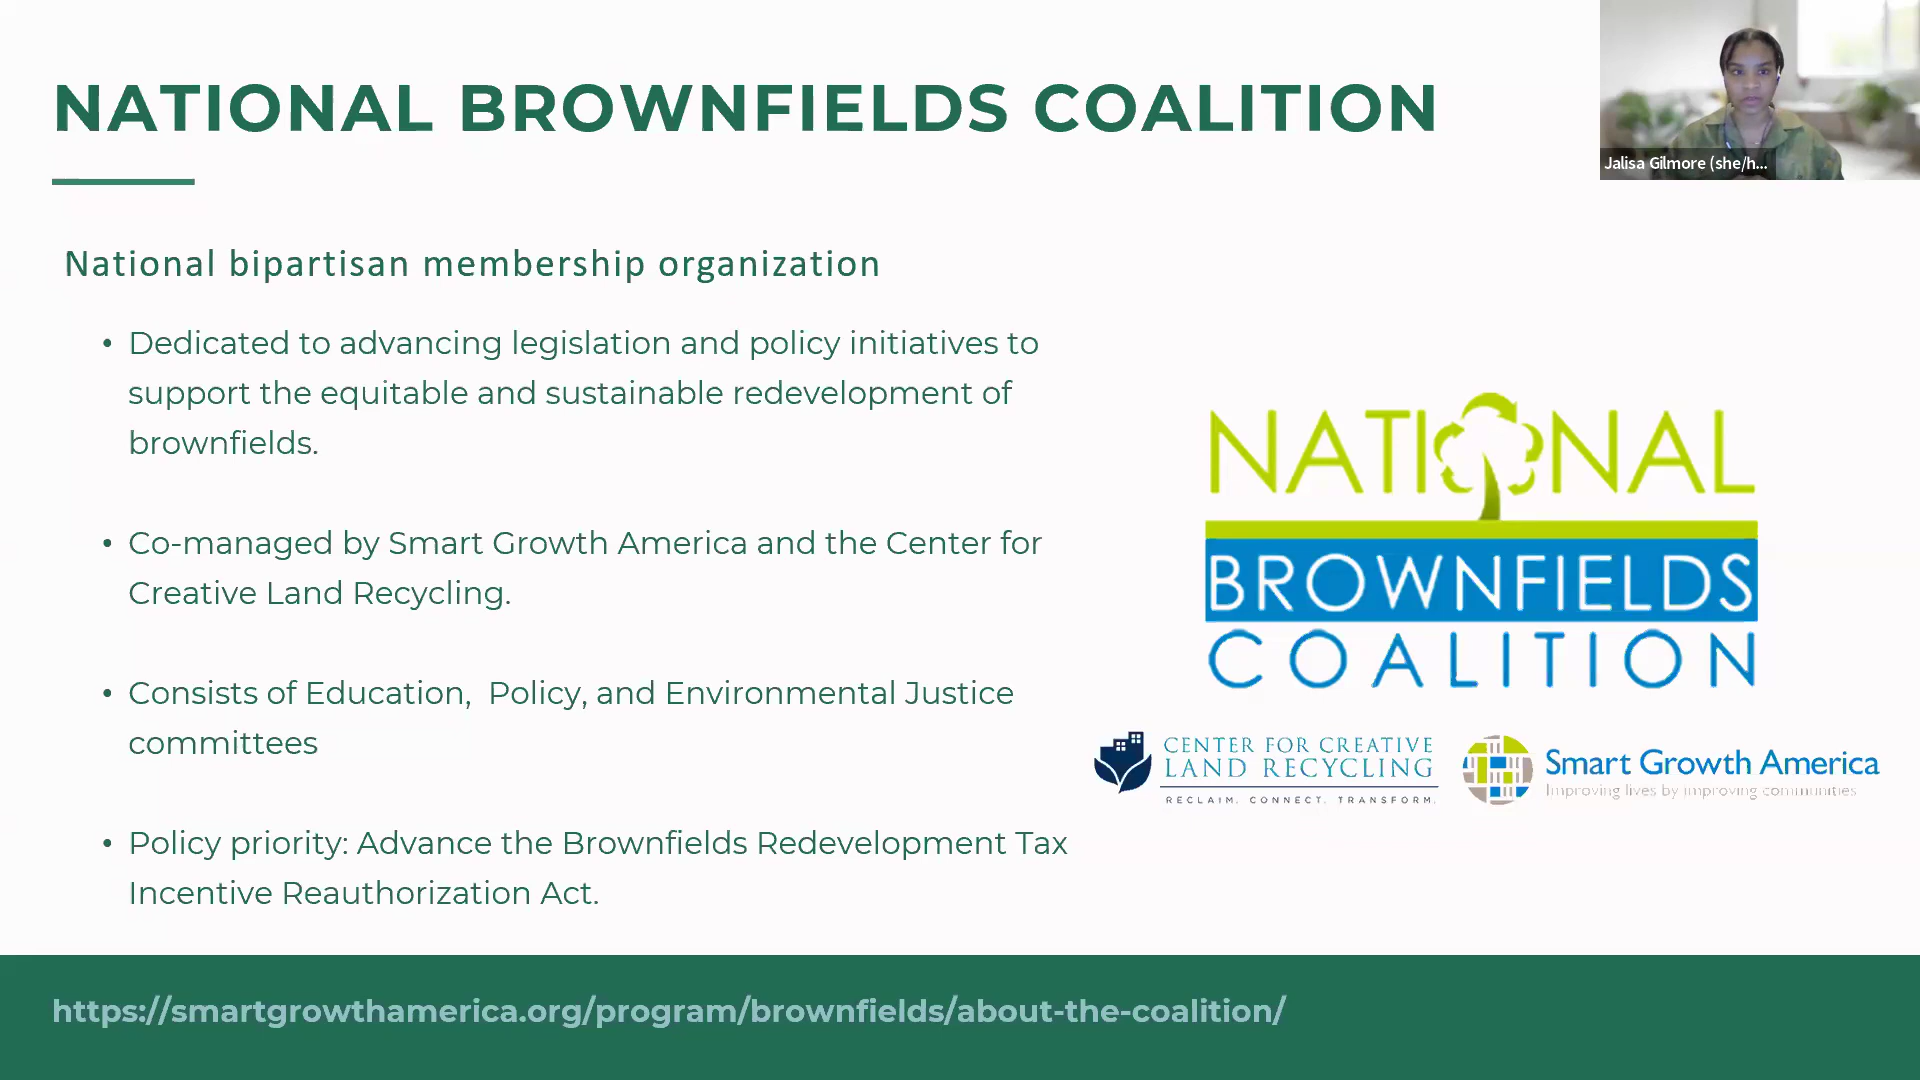 NATIONAL BROWNFIELDS COALITION
Jalisa Gilmore (she/h...
National bipartisan membership organization
• Dedicated to advancing legislation and policy initiatives to
support the equitable and sustainable redevelopment of
brownfields.
• Co-managed by Smart Growth America and the Center for
Creative Land Recycling.
• Consists of Education,  Policy, and Environmental Justice
committees
• Policy priority: Advance the Brownfields Redevelopment Tax
Incentive Reauthorization Act.
NATIONAL
BROWNFIELDS
COALITION
CENTER FOR CREATIVE
LAND RECYCLING
RECLAIM. CONNECT. TRANSFORM.
Smart Growth America
Improving lives by improving communities
https://smartgrowthamerica.org/program/brownfields/about-the-coalition/